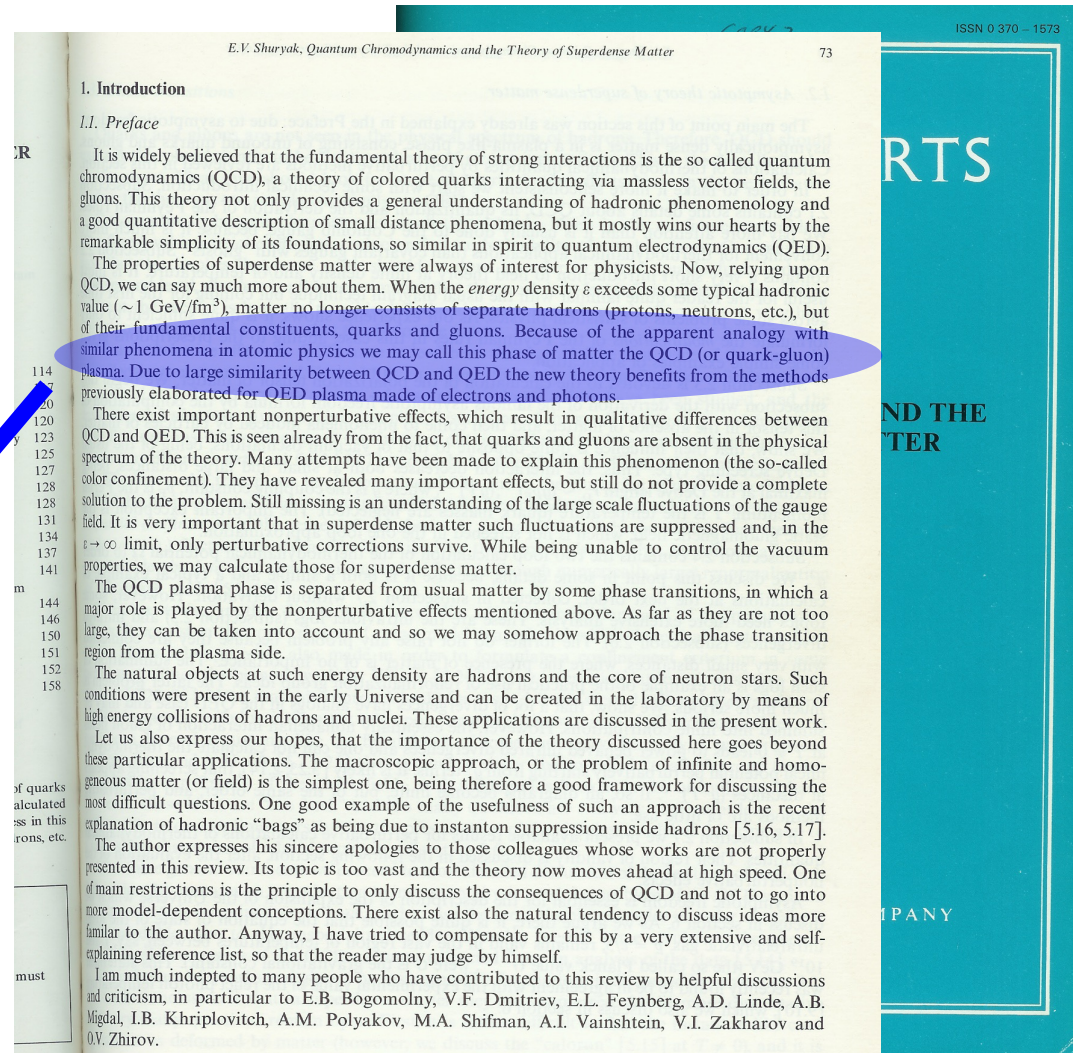 ISSN 0 370 – 1573
E.V. Shuryak, Quantum Chromodynamics and the Theory of Superdense Matter 73
1. Introduction
1.1. Preface
It is widely believed that the fundamental theory of strong interactions is the so called quantum
chromodynamics (QCD), a theory of colored quarks interacting via massless vector fields, the
gluons. This theory not only provides a general understanding of hadronic phenomenology and
a good quantitative description of small distance phenomena, but it mostly wins our hearts by the
remarkable simplicity of its foundations, so similar in spirit to quantum electrodynamics (QED).
The properties of superdense matter were always of interest for physicists. Now, relying upon
QCD, we can say much more about them. When the energy density ε exceeds some typical hadronic
value (~1 GeV/fm³), matter no longer consists of separate hadrons (protons, neutrons, etc.), but
of their fundamental constituents, quarks and gluons. Because of the apparent analogy with
similar phenomena in atomic physics we may call this phase of matter the QCD (or quark-gluon)
plasma. Due to large similarity between QCD and QED the new theory benefits from the methods
previously elaborated for QED plasma made of electrons and photons.
There exist important nonperturbative effects, which result in qualitative differences between
QCD and QED. This is seen already from the fact, that quarks and gluons are absent in the physical
spectrum of the theory. Many attempts have been made to explain this phenomenon (the so-called
color confinement). They have revealed many important effects, but still do not provide a complete
solution to the problem. Still missing is an understanding of the large scale fluctuations of the gauge
field. It is very important that in superdense matter such fluctuations are suppressed and, in the
ε → ∞ limit, only perturbative corrections survive. While being unable to control the vacuum
properties, we may calculate those for superdense matter.
The QCD plasma phase is separated from usual matter by some phase transitions, in which a
major role is played by the nonperturbative effects mentioned above. As far as they are not too
large, they can be taken into account and so we may somehow approach the phase transition
region from the plasma side.
The natural objects at such energy density are hadrons and the core of neutron stars. Such
conditions were present in the early Universe and can be created in the laboratory by means of
high energy collisions of hadrons and nuclei. These applications are discussed in the present work.
Let us also express our hopes, that the importance of the theory discussed here goes beyond
these particular applications. The macroscopic approach, or the problem of infinite and homo-
geneous matter (or field) is the simplest one, being therefore a good framework for discussing the
most difficult questions. One good example of the usefulness of such an approach is the recent
explanation of hadronic “bags” as being due to instanton suppression inside hadrons [5.16, 5.17].
The author expresses his sincere apologies to those colleagues whose works are not properly
presented in this review. Its topic is too vast and the theory now moves ahead at high speed. One
of main restrictions is the principle to only discuss the consequences of QCD and not to go into
more model-dependent conceptions. There exist also the natural tendency to discuss ideas more
familar to the author. Anyway, I have tried to compensate for this by a very extensive and self-
explaining reference list, so that the reader may judge by himself.
I am much indepted to many people who have contributed to this review by helpful discussions
and criticism, in particular to E.B. Bogomolny, V.F. Dmitriev, E.L. Feynberg, A.D. Linde, A.B.
Migdal, I.B. Khriplovitch, A.M. Polyakov, M.A. Shifman, A.I. Vainshtein, V.I. Zakharov and
O.V. Zhirov.
ER
114
7
20
120
y 123
125
127
128
128
131
134
137
141
m
144
146
150
151
152
158
of quarks
alculated
ess in this
rons, etc.
must
RTS
ND THE
TTER
MPANY